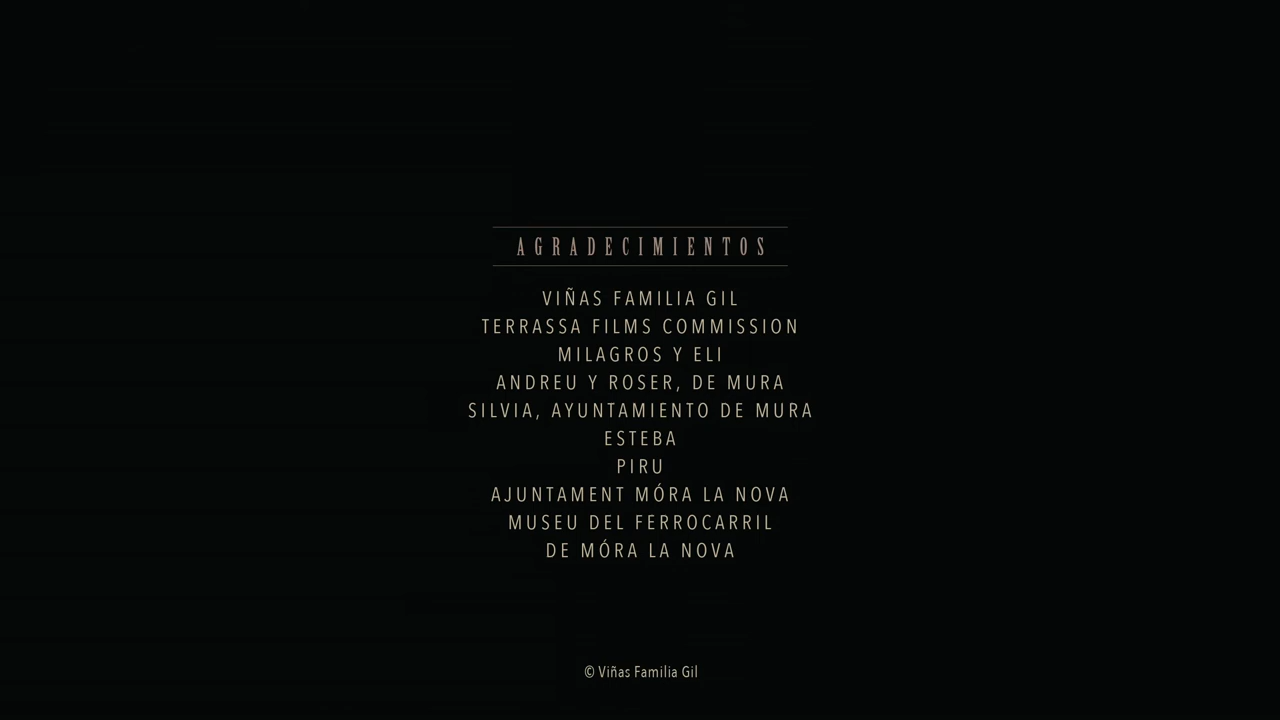 AGRADECIMIENTOS
VIÑAS FAMILIA GIL
TERRASSA FILMS COMMISSION
MILAGROS Y ELI
ANDREU Y ROSER, DE MURA
SILVIA, AYUNTAMIENTO DE MURA
ESTEBA
PIRU
AJUNTAMENT MÓRA LA NOVA
MUSEU DEL FERROCARRIL
DE MÓRA LA NOVA
© Viñas Familia Gil